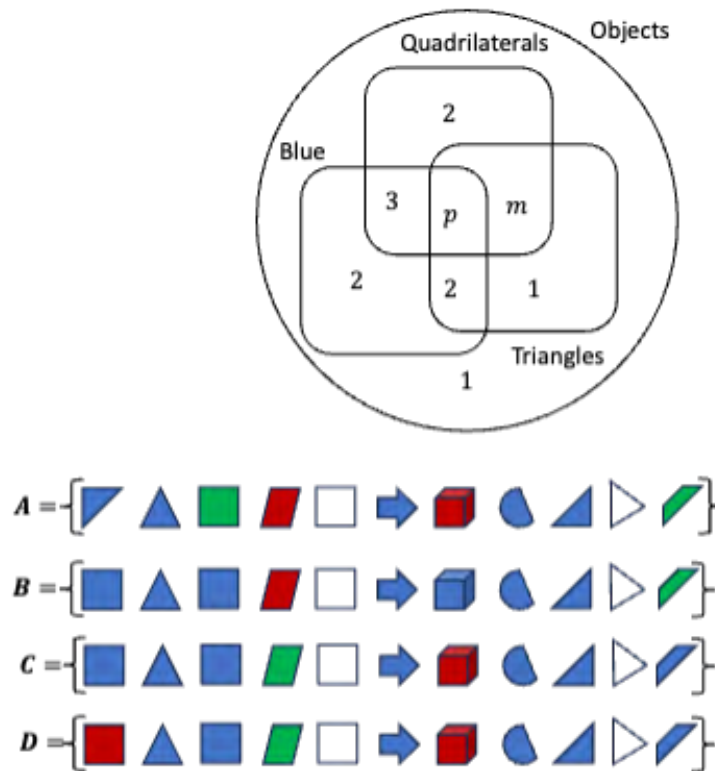 Objects
Quadrilaterals
2
Blue
3 p m
2 2 1
Triangles
1
A = { }
B = { }
C = { }
D = { }